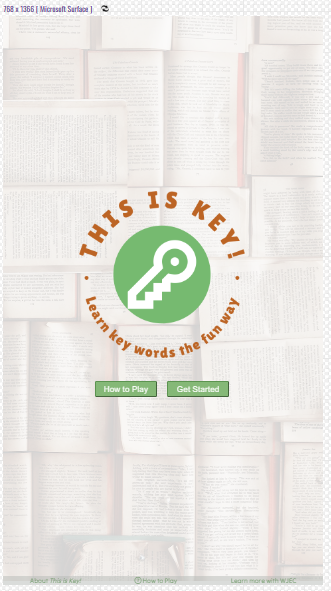 768 x 1366 [ Microsoft Surface ]
THIS IS KEY!
Learn key words the fun way
How to Play
Get Started
About This is Key!
How to Play
Learn more with WJEC